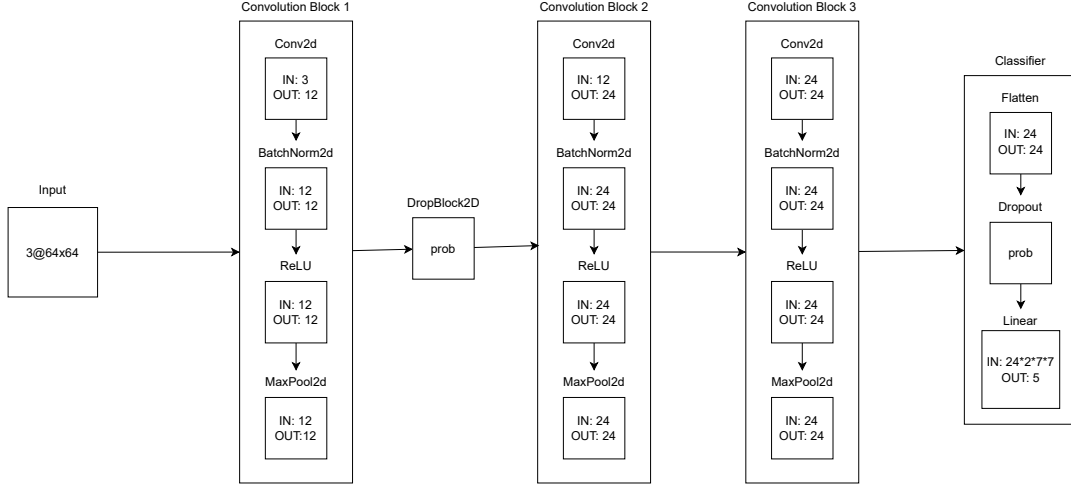 Input
3@64x64
Convolution Block 1
Conv2d
IN: 3
OUT: 12
BatchNorm2d
IN: 12
OUT: 12
ReLU
IN: 12
OUT: 12
MaxPool2d
IN: 12
OUT:12
DropBlock2D
prob
Convolution Block 2
Conv2d
IN: 12
OUT: 24
BatchNorm2d
IN: 24
OUT: 24
ReLU
IN: 24
OUT: 24
MaxPool2d
IN: 24
OUT: 24
Convolution Block 3
Conv2d
IN: 24
OUT: 24
BatchNorm2d
IN: 24
OUT: 24
ReLU
IN: 24
OUT: 24
MaxPool2d
IN: 24
OUT: 24
Classifier
Flatten
IN: 24
OUT: 24
Dropout
prob
Linear
IN: 24*2*7*7
OUT: 5